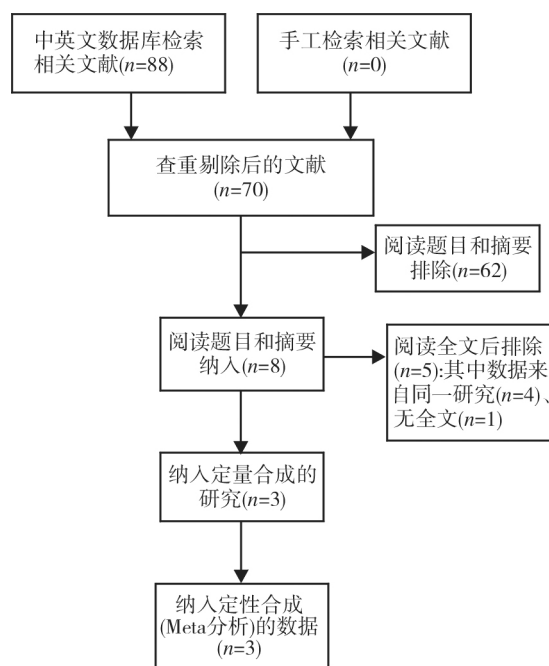 中英文数据库检索
相关文献(n=88)
手工检索相关文献
(n=0)
查重剔除后的文献
(n=70)
阅读题目和摘要
排除(n=62)
阅读题目和摘要
纳入(n=8)
阅读全文后排除
(n=5):其中数据来
自同一研究(n=4)、
无全文(n=1)
纳入定量合成的
研究(n=3)
纳入定性合成
(Meta分析)的数据
(n=3)